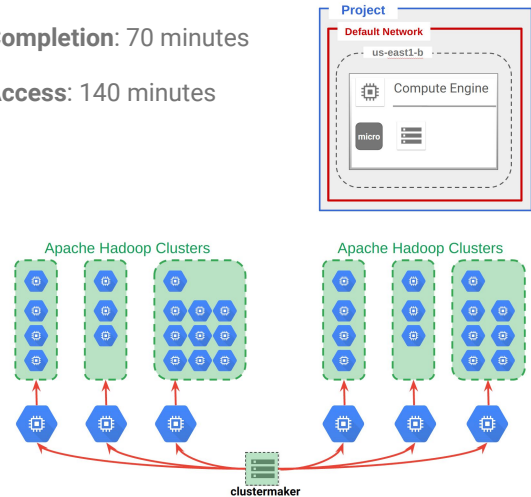 ompletion: 70 minutes
ccess: 140 minutes
Project
Default Network
us-east1-b
Compute Engine
micro
Apache Hadoop Clusters
Apache Hadoop Clusters
clustermaker